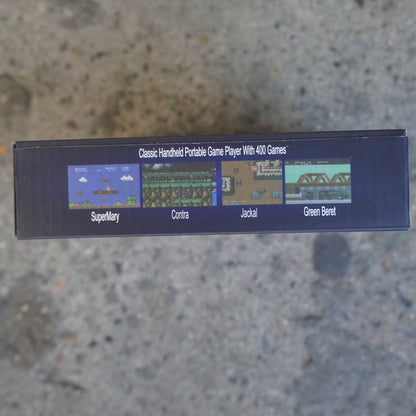 Classic Handheld Portable Game Player With 400 Games
SuperMary
Contra
Jackal
Green Beret